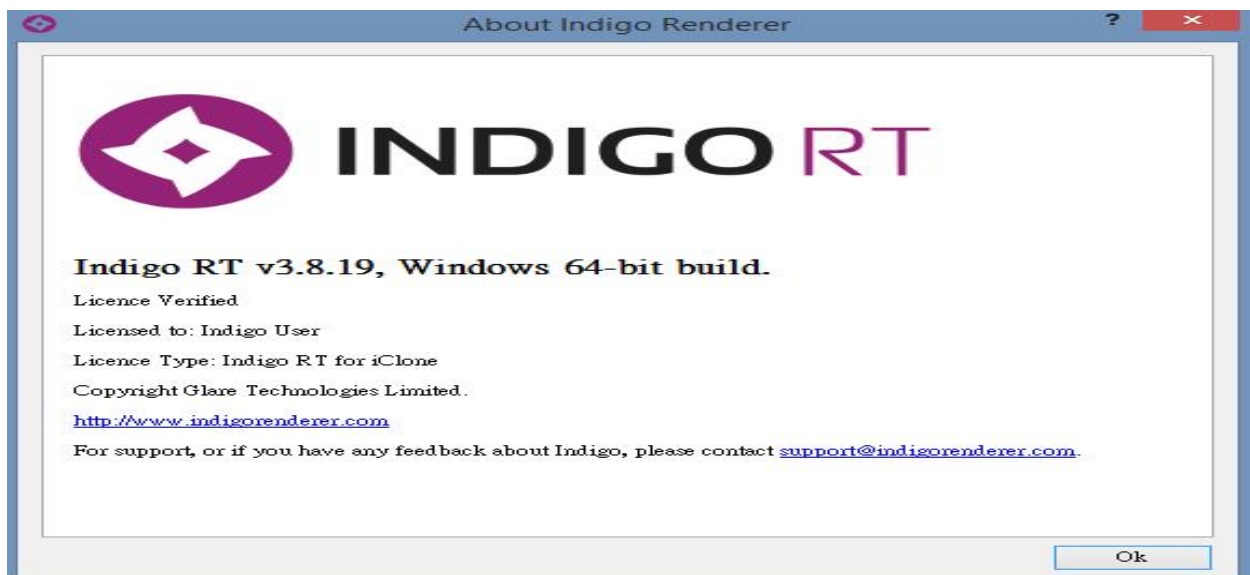 About Indigo Renderer
? ×
INDIGO RT
Indigo RT v3.8.19, Windows 64-bit build.
Licence Verified
Licensed to: Indigo User
Licence Type: Indigo RT for iClone
Copyright Glare Technologies Limited.
http://www.indigorenderer.com
For support, or if you have any feedback about Indigo, please contact support@indigorenderer.com.
Ok